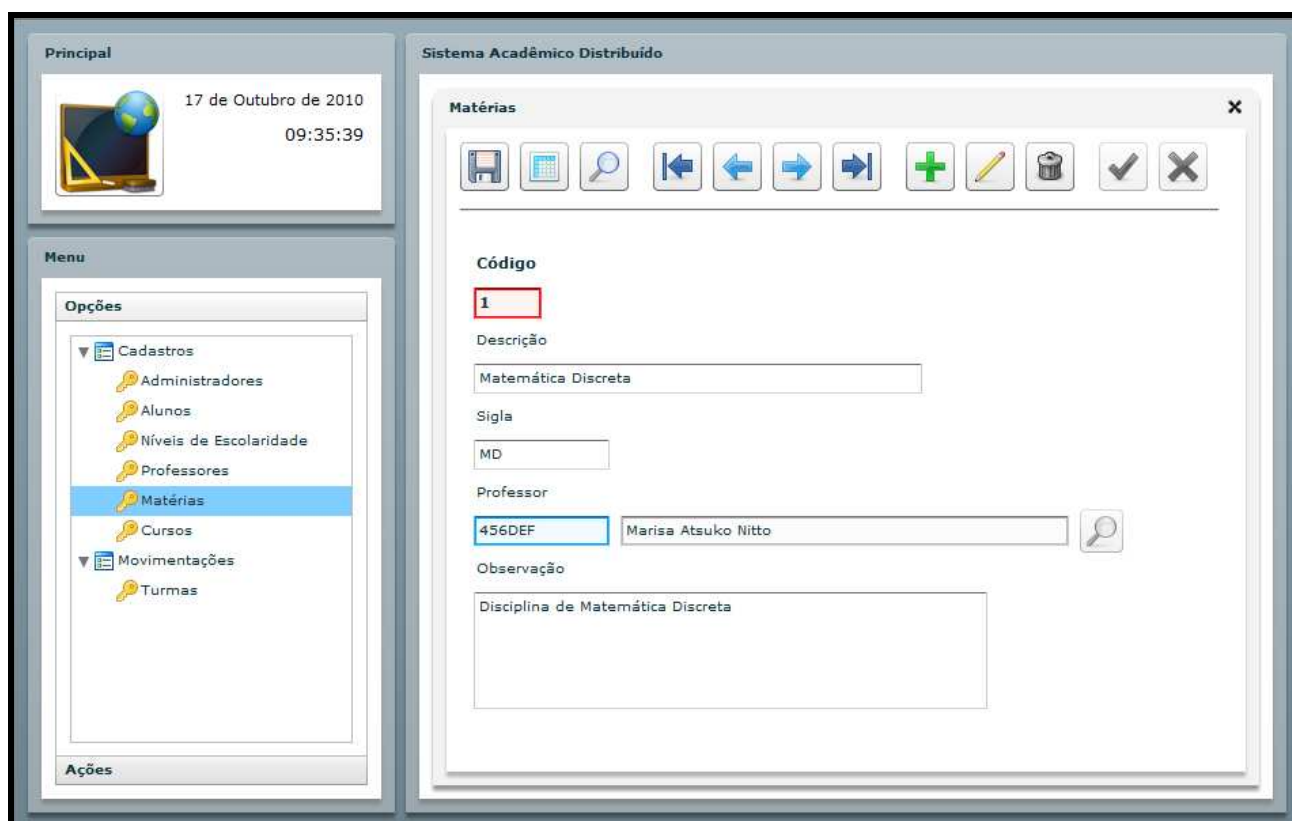 Principal
17 de Outubro de 2010
09:35:39
Menu
Opções
Cadastros
Administradores
Alunos
Níveis de Escolaridade
Professores
Matérias
Cursos
Movimentações
Turmas
Ações
Sistema Acadêmico Distribuído
Matérias
Código
1
Descrição
Matemática Discreta
Sigla
MD
Professor
456DEF Marisa Atsuko Nitto
Observação
Disciplina de Matemática Discreta